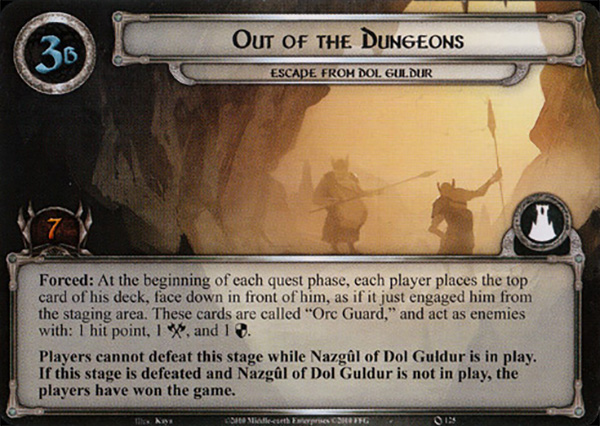 3B
OUT OF THE DUNGEONS
ESCAPE FROM DOL GULDUR
7
Forced: At the beginning of each quest phase, each player places the top
card of his deck, face down in front of him, as if it just engaged him from
the staging area. These cards are called “Orc Guard,” and act as enemies
with: 1 hit point, 1 , and 1 .
Players cannot defeat this stage while Nazgûl of Dol Guldur is in play.
If this stage is defeated and Nazgûl of Dol Guldur is not in play, the
players have won the game.
Illus. Kaya ©2010 Middle-earth Enterprises ©2010 FFG 125